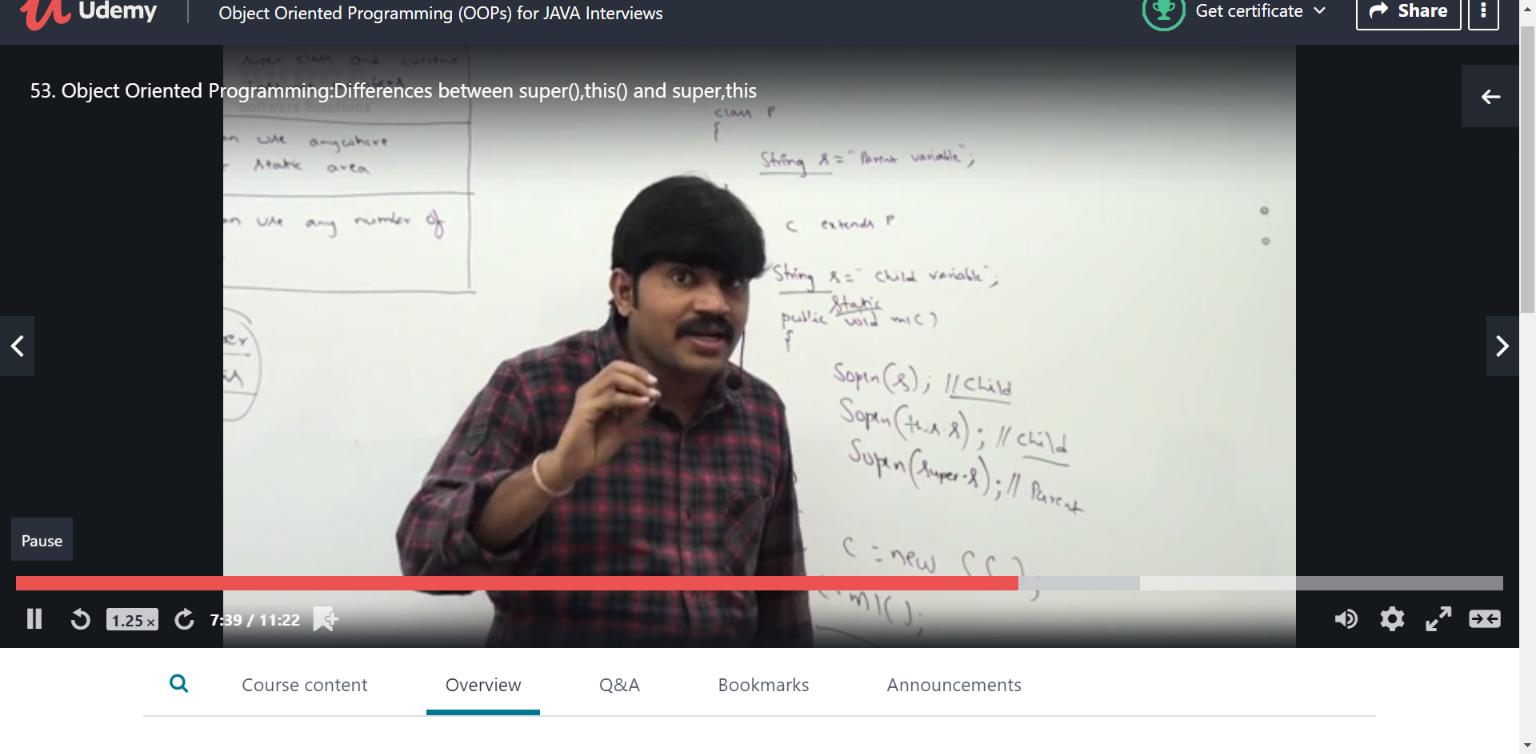 Udemy
Object Oriented Programming (OOPs) for JAVA Interviews
Get certificate
Share
super class and current
53. Object Oriented Programming:Differences between super(),this() and super,this
Software Solutions
use anywhere
static area
use any number of
class P
{
String s = "Parent variable";
C extends P
String s = "Child variable";
static
public void m1()
{
Sopln(s); // Child
Sopln(this.s); // Child
Sopln(super.s); // Parent
C = new C();
m1();
Pause
1.25x
7:39 / 11:22
Course content
Overview
Q&A
Bookmarks
Announcements